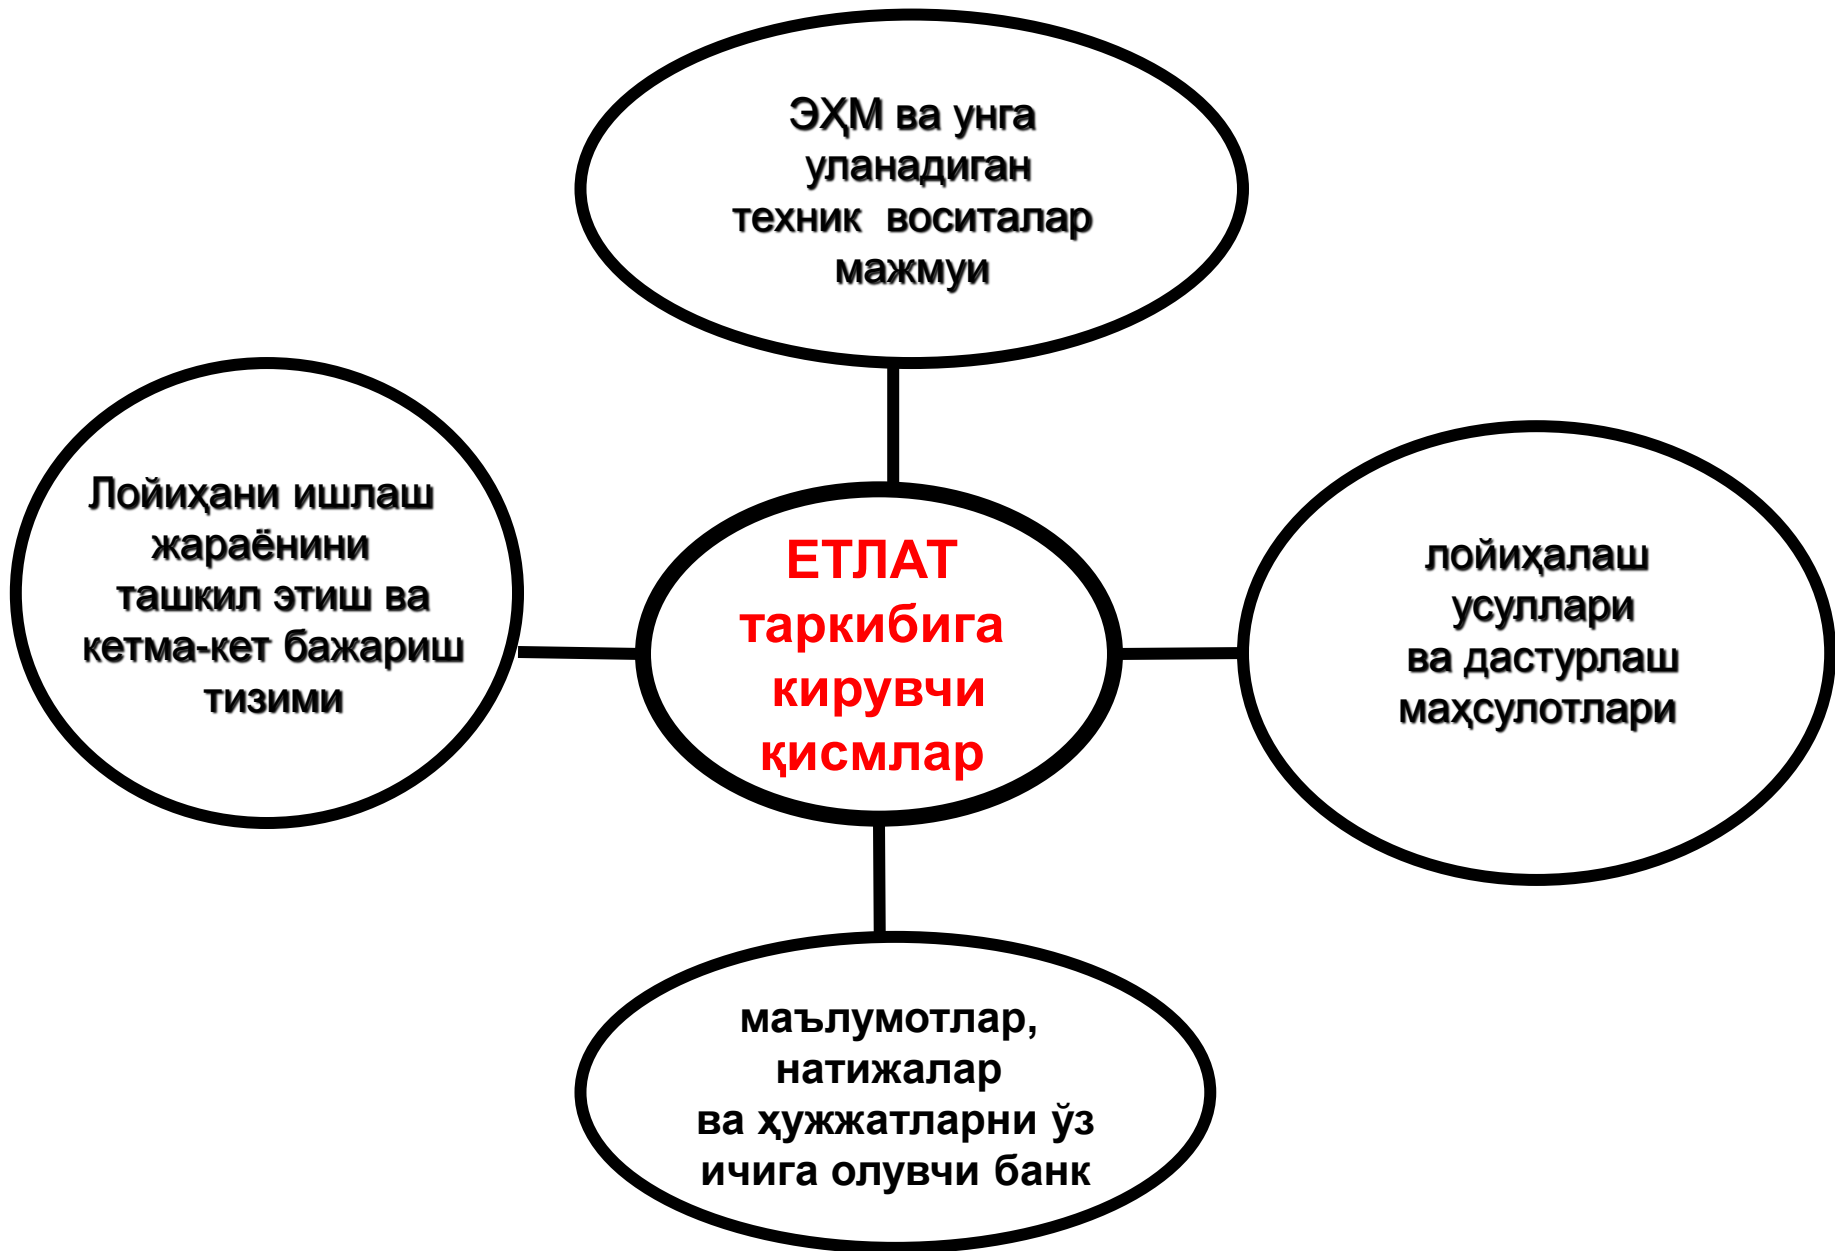 ЭҲМ ва унга
уланадиган
техник воситалар
мажмуи
Лойиҳани ишлаш
жараёнини
ташкил этиш ва
кетма-кет бажариш
тизими
ЕТЛАТ
таркибига
кирувчи
қисмлар
лойиҳалаш
усуллари
ва дастурлаш
маҳсулотлари
маълумотлар,
натижалар
ва ҳужжатларни ўз
ичига олувчи банк